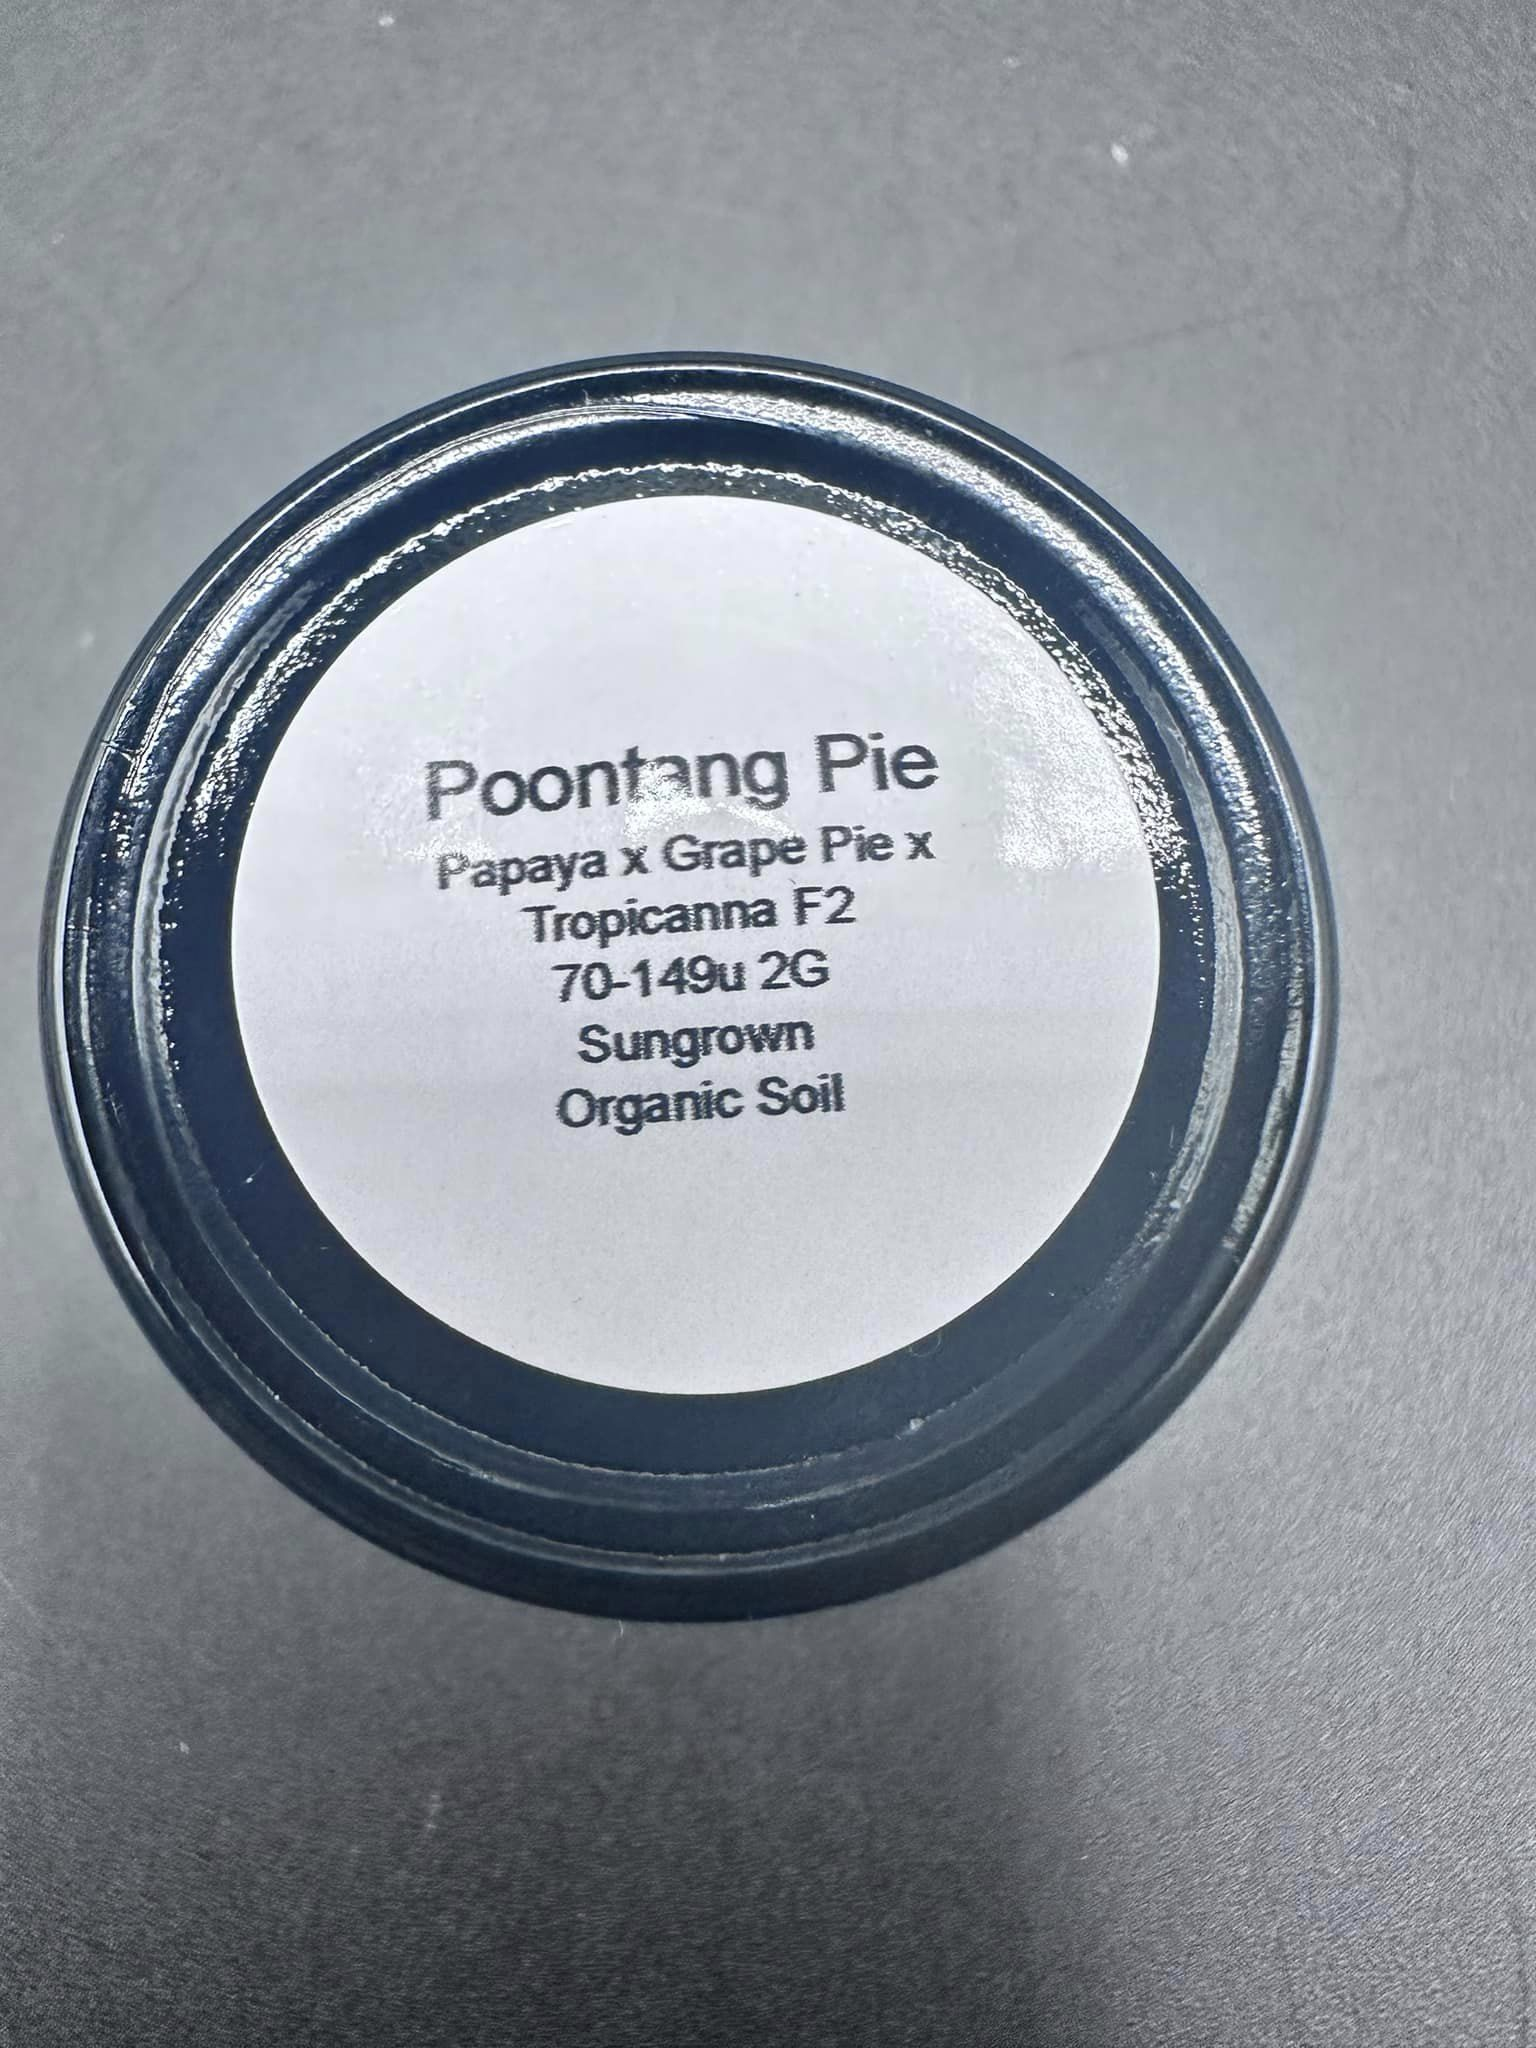 Poontang Pie
Papaya x Grape Pie x
Tropicanna F2
70-149u 2G
Sungrown
Organic Soil